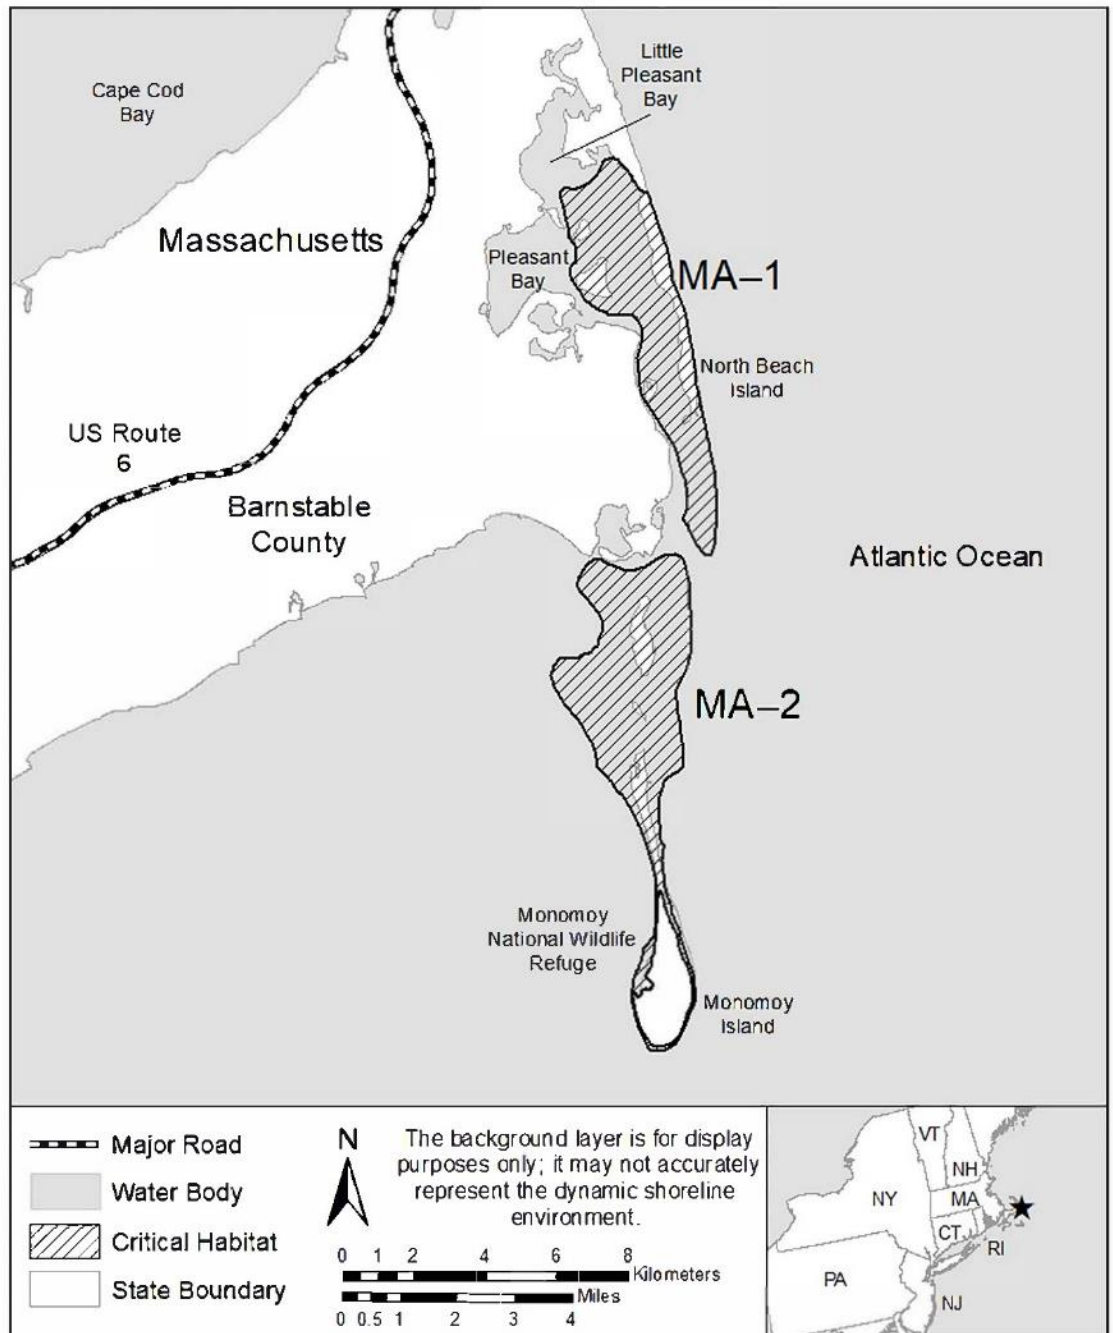 Little
Pleasant
Bay
Cape Cod
Bay
Massachusetts
Pleasant
Bay
MA–1
North Beach
Island
US Route
6
Barnstable
County
Atlantic Ocean
MA–2
Monomoy
National Wildlife
Refuge
Monomoy
Island
Major Road
Water Body
Critical Habitat
State Boundary
N
The background layer is for display
purposes only; it may not accurately
represent the dynamic shoreline
environment.
0 1 2 4 6 8
Kilometers
Miles
0 0.5 1 2 3 4
VT
NH
NY
MA
CT
RI
PA
NJ